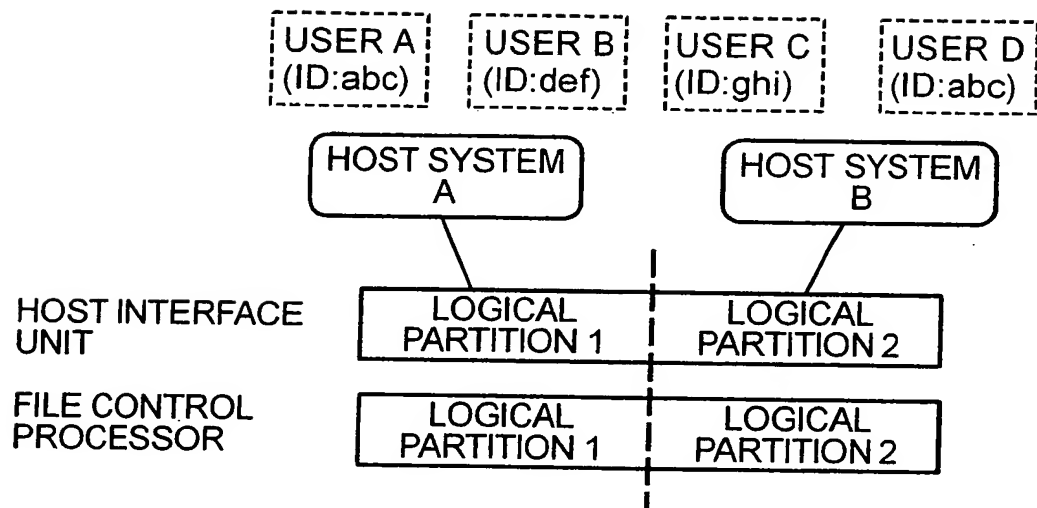 USER A
(ID:abc)
USER B
(ID:def)
USER C
(ID:ghi)
USER D
(ID:abc)
HOST SYSTEM
A
HOST SYSTEM
B
HOST INTERFACE
UNIT
LOGICAL
PARTITION 1
LOGICAL
PARTITION 2
FILE CONTROL
PROCESSOR
LOGICAL
PARTITION 1
LOGICAL
PARTITION 2